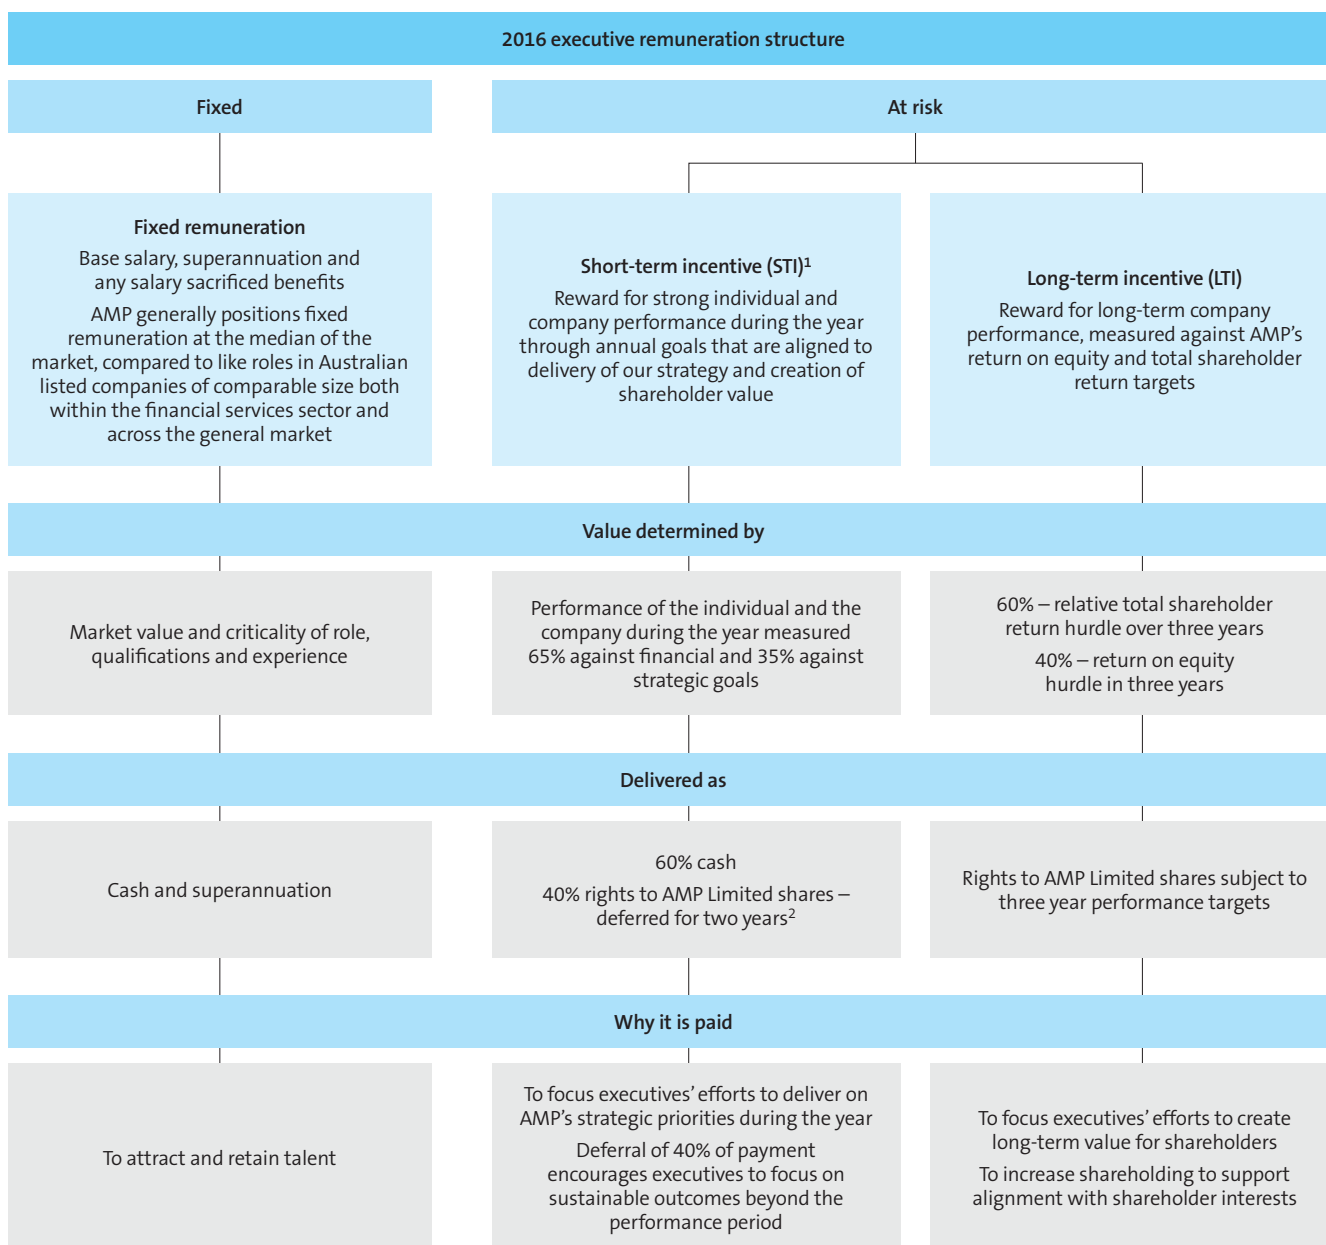 2016 executive remuneration structure
Fixed
At risk
Fixed remuneration
Base salary, superannuation and
any salary sacrificed benefits
AMP generally positions fixed
remuneration at the median of the
market, compared to like roles in Australian
listed companies of comparable size both
within the financial services sector and
across the general market
Short-term incentive (STI)¹
Reward for strong individual and
company performance during the year
through annual goals that are aligned to
delivery of our strategy and creation of
shareholder value
Long-term incentive (LTI)
Reward for long-term company
performance, measured against AMP’s
return on equity and total shareholder
return targets
Value determined by
Market value and criticality of role,
qualifications and experience
Performance of the individual and the
company during the year measured
65% against financial and 35% against
strategic goals
60% – relative total shareholder
return hurdle over three years
40% – return on equity
hurdle in three years
Delivered as
Cash and superannuation
60% cash
40% rights to AMP Limited shares –
deferred for two years²
Rights to AMP Limited shares subject to
three year performance targets
Why it is paid
To attract and retain talent
To focus executives’ efforts to deliver on
AMP’s strategic priorities during the year
Deferral of 40% of payment
encourages executives to focus on
sustainable outcomes beyond the
performance period
To focus executives’ efforts to create
long-term value for shareholders
To increase shareholding to support
alignment with shareholder interests